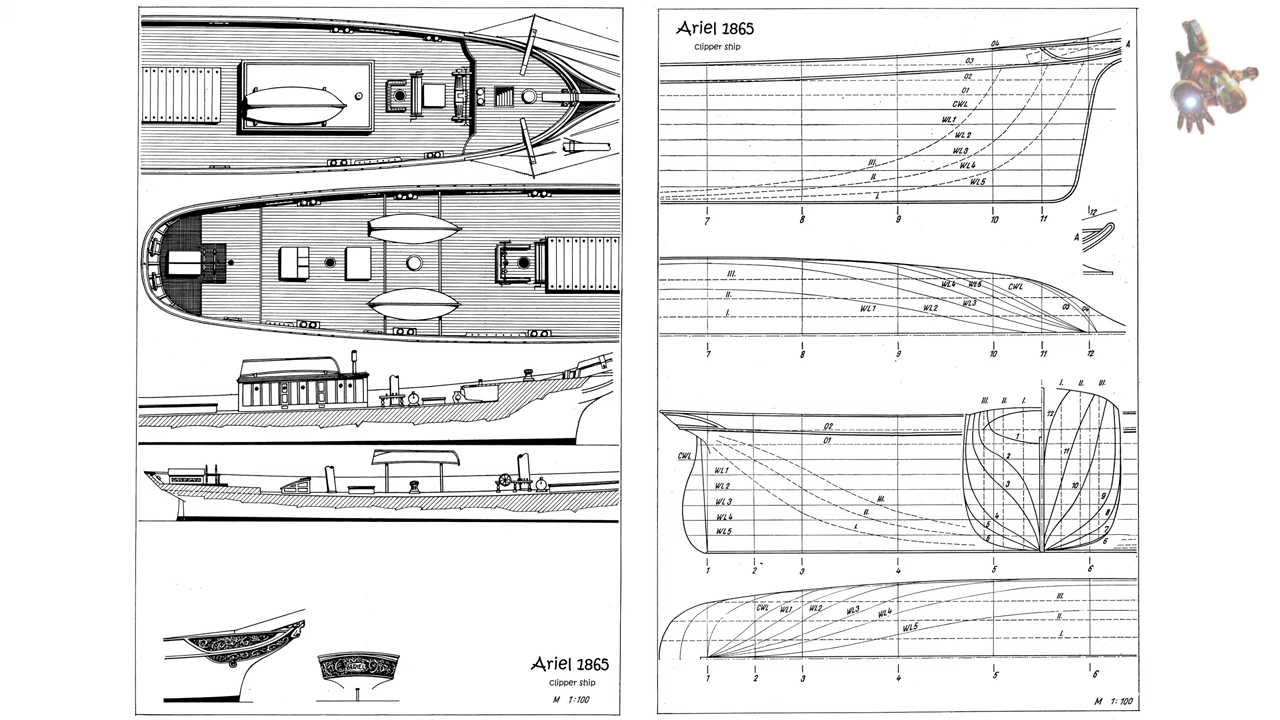 Ariel 1865
Clipper ship
M 1:100
Ariel 1865
Clipper ship
04
A
03
02
01
CWL
WL1
WL2
WL3
III.
WL4
II.
WL5
I.
7 8 9 10 11 12
A
III.
WL4 WL5 CWL
II.
WL1 WL2 WL3 03 04
I.
7 8 9 10 11 12
I. II. III.
III. II. I.
12
02
01
1
CWL
2
11
WL1
WL2
3
10
III.
9
WL3
II.
4
8
WL4
I.
5
7
WL5
6
6
1 2 3 4 5 6
CWL WL1 WL2 WL3 WL4 III.
II.
WL5
I.
1 2 3 4 5 6
M 1:100